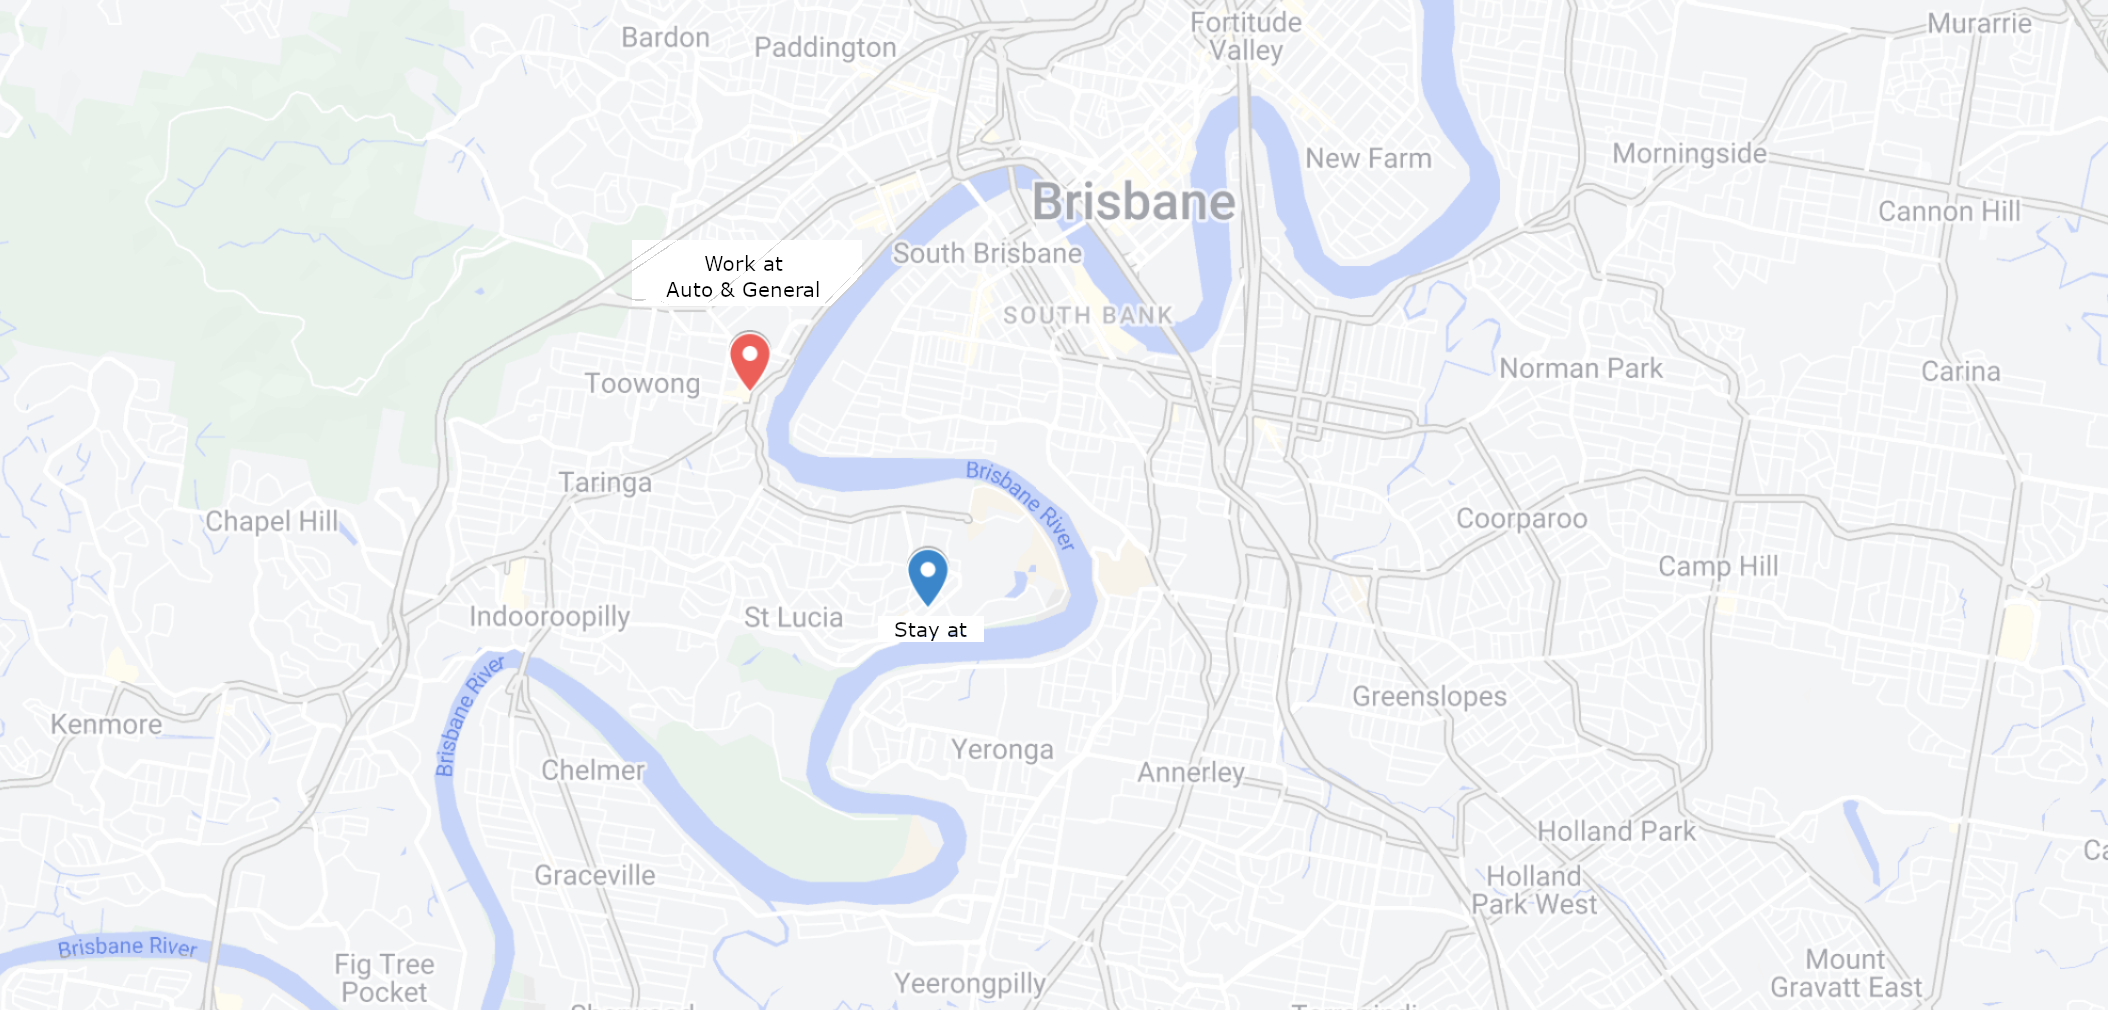 Bardon
Paddington
Fortitude
Valley
Murarrie
New Farm
Morningside
Brisbane
Cannon Hill
South Brisbane
Work at
Auto & General
SOUTH BANK
Toowong
Norman Park
Carina
Taringa
Brisbane River
Chapel Hill
Coorparoo
Camp Hill
Indooroopilly
St Lucia
Stay at
Brisbane River
Kenmore
Greenslopes
Yeronga
Chelmer
Annerley
Holland Park
Graceville
Holland
Park West
Brisbane River
Fig Tree
Pocket
Yeerongpilly
Mount
Gravatt East